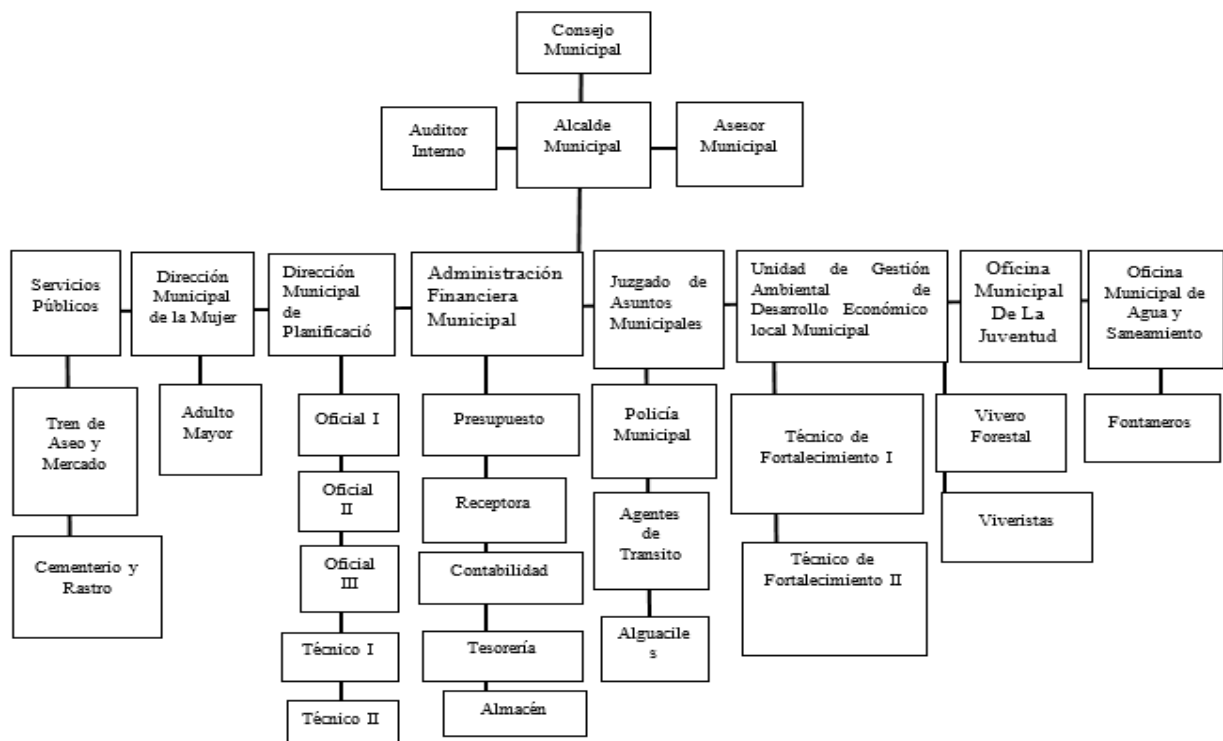 Consejo
Municipal
Auditor
Interno
Alcalde
Municipal
Asesor
Municipal
Servicios
Públicos
Dirección
Municipal
de la Mujer
Dirección
Municipal
de
Planificació
Administración
Financiera
Municipal
Juzgado de
Asuntos
Municipales
Unidad de Gestión
Ambiental de
Desarrollo Económico
local Municipal
Oficina
Municipal
De La
Juventud
Oficina
Municipal de
Agua y
Saneamiento
Tren de
Aseo y
Mercado
Cementerio y
Rastro
Adulto
Mayor
Oficial I
Oficial
II
Oficial
III
Técnico I
Técnico II
Presupuesto
Receptora
Contabilidad
Tesorería
Almacén
Policía
Municipal
Agentes
de
Transito
Alguacile
s
Técnico de
Fortalecimiento I
Técnico de
Fortalecimiento II
Vivero
Forestal
Viveristas
Fontaneros